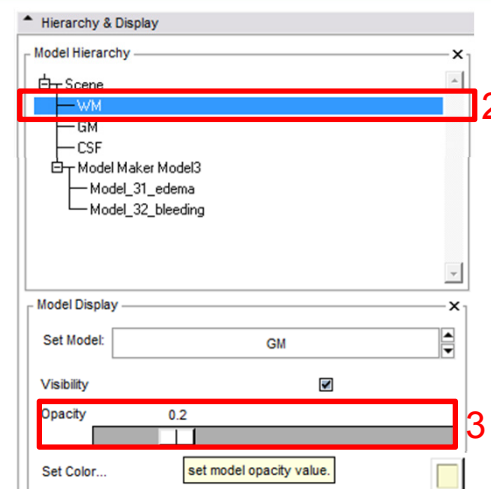 Hierarchy & Display
Model Hierarchy
Scene
WM
2
GM
CSF
Model Maker Model3
Model_31_edema
Model_32_bleeding
Model Display
Set Model: GM
Visibility
Opacity 0.2
3
Set Color... set model opacity value.